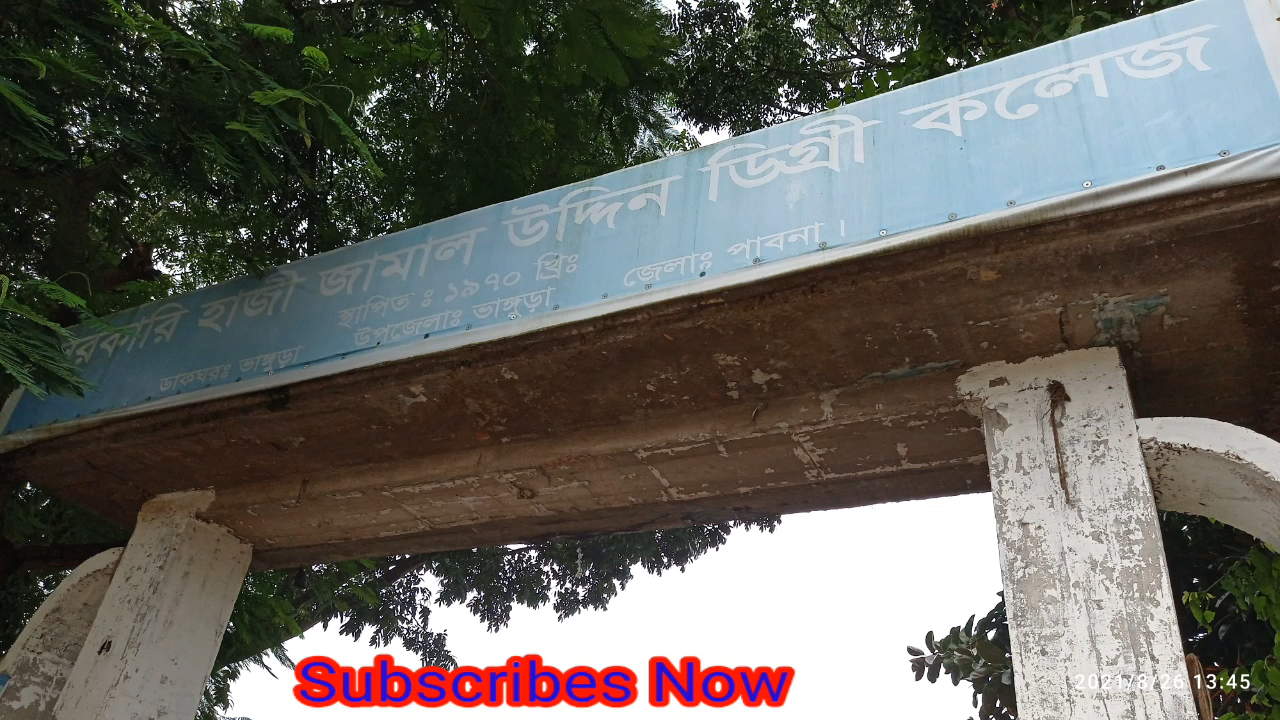 সরকারি হাজী জামাল উদ্দিন ডিগ্রী কলেজ
স্থাপিত ঃ ১৯৭০ খ্রিঃ
ডাকঘরঃ ভাঙ্গুড়া উপজেলাঃ ভাঙ্গুড়া জেলাঃ পাবনা।
Subscribes Now
2021/8/26 13:45